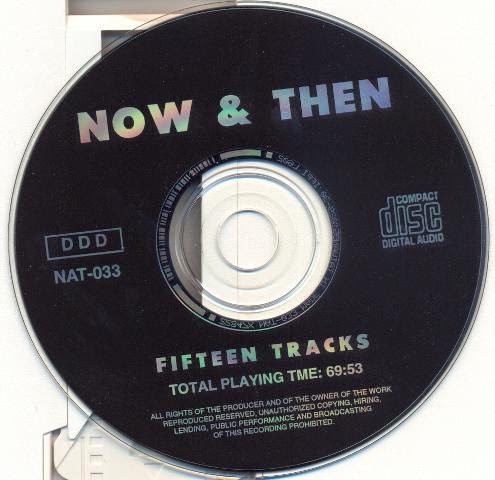 NOW & THEN
COMPACT
disc
DIGITAL AUDIO
DDD
NAT-033
FIFTEEN TRACKS
TOTAL PLAYING TME: 69:53
ALL RIGHTS OF THE PRODUCER AND OF THE OWNER OF THE WORK
REPRODUCED RESERVED, UNAUTHORIZED COPYING, HIRING,
LENDING, PUBLIC PERFORMANCE AND BROADCASTING
OF THIS RECORDING PROHIBITED.